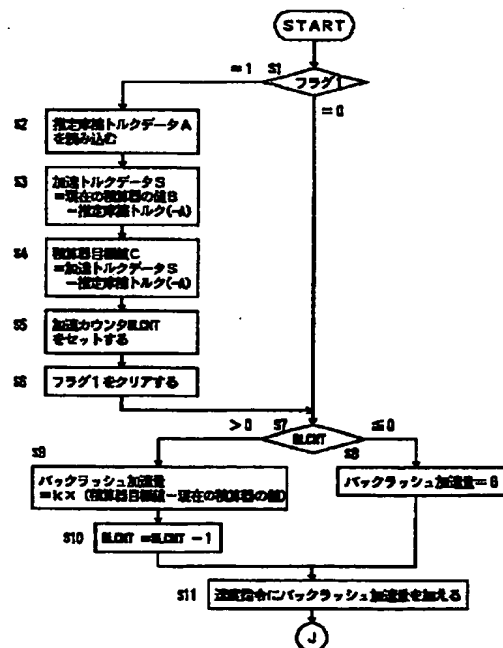 START
=1
S1
フラグ1
=0
S2
推定摩擦トルクデータA
を読み込む
S3
加速トルクデータS
=現在の積算器の値B
-推定摩擦トルク(-A)
S4
積算器目標値C
=加速トルクデータS
-推定摩擦トルク(-A)
S5
加速カウンタBLCNT
をセットする
S6
フラグ1をクリアする
>0
S7
≦0
BLCNT
S8
S9
バックラッシュ加速量
=k×(積算器目標値-現在の積算器の値)
バックラッシュ加速量=0
S10
BLCNT=BLCNT-1
S11
速度指令にバックラッシュ加速量を加える
J